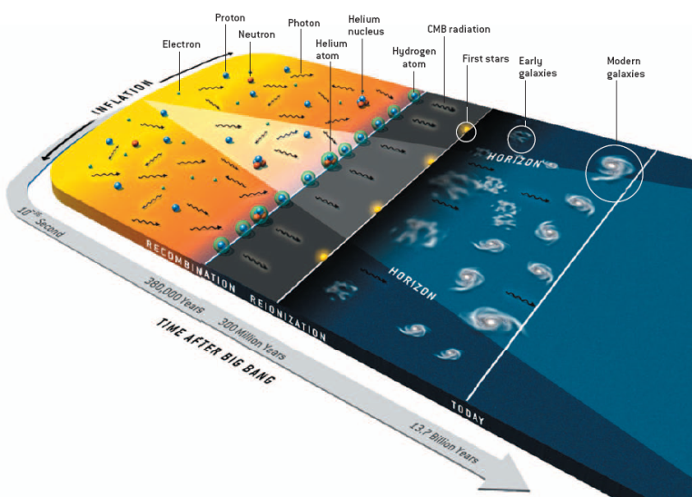 Proton
Neutron
Electron
Photon
Helium
nucleus
Helium
atom
Hydrogen
atom
CMB radiation
First stars
Early
galaxies
Modern
galaxies
INFLATION
HORIZON
HORIZON
RECOMBINATION
REIONIZATION
TODAY
Second
380,000 Years
300 Million Years
13.7 Billion Years
TIME AFTER BIG BANG